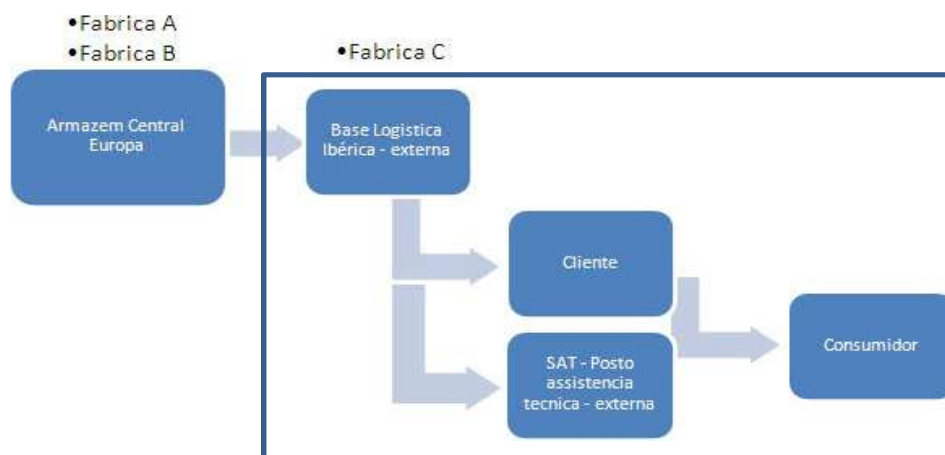 •Fabrica A
•Fabrica B
•Fabrica C
Armazem Central
Europa
Base Logistica
Ibérica - externa
Cliente
SAT - Posto
assistencia
tecnica - externa
Consumidor